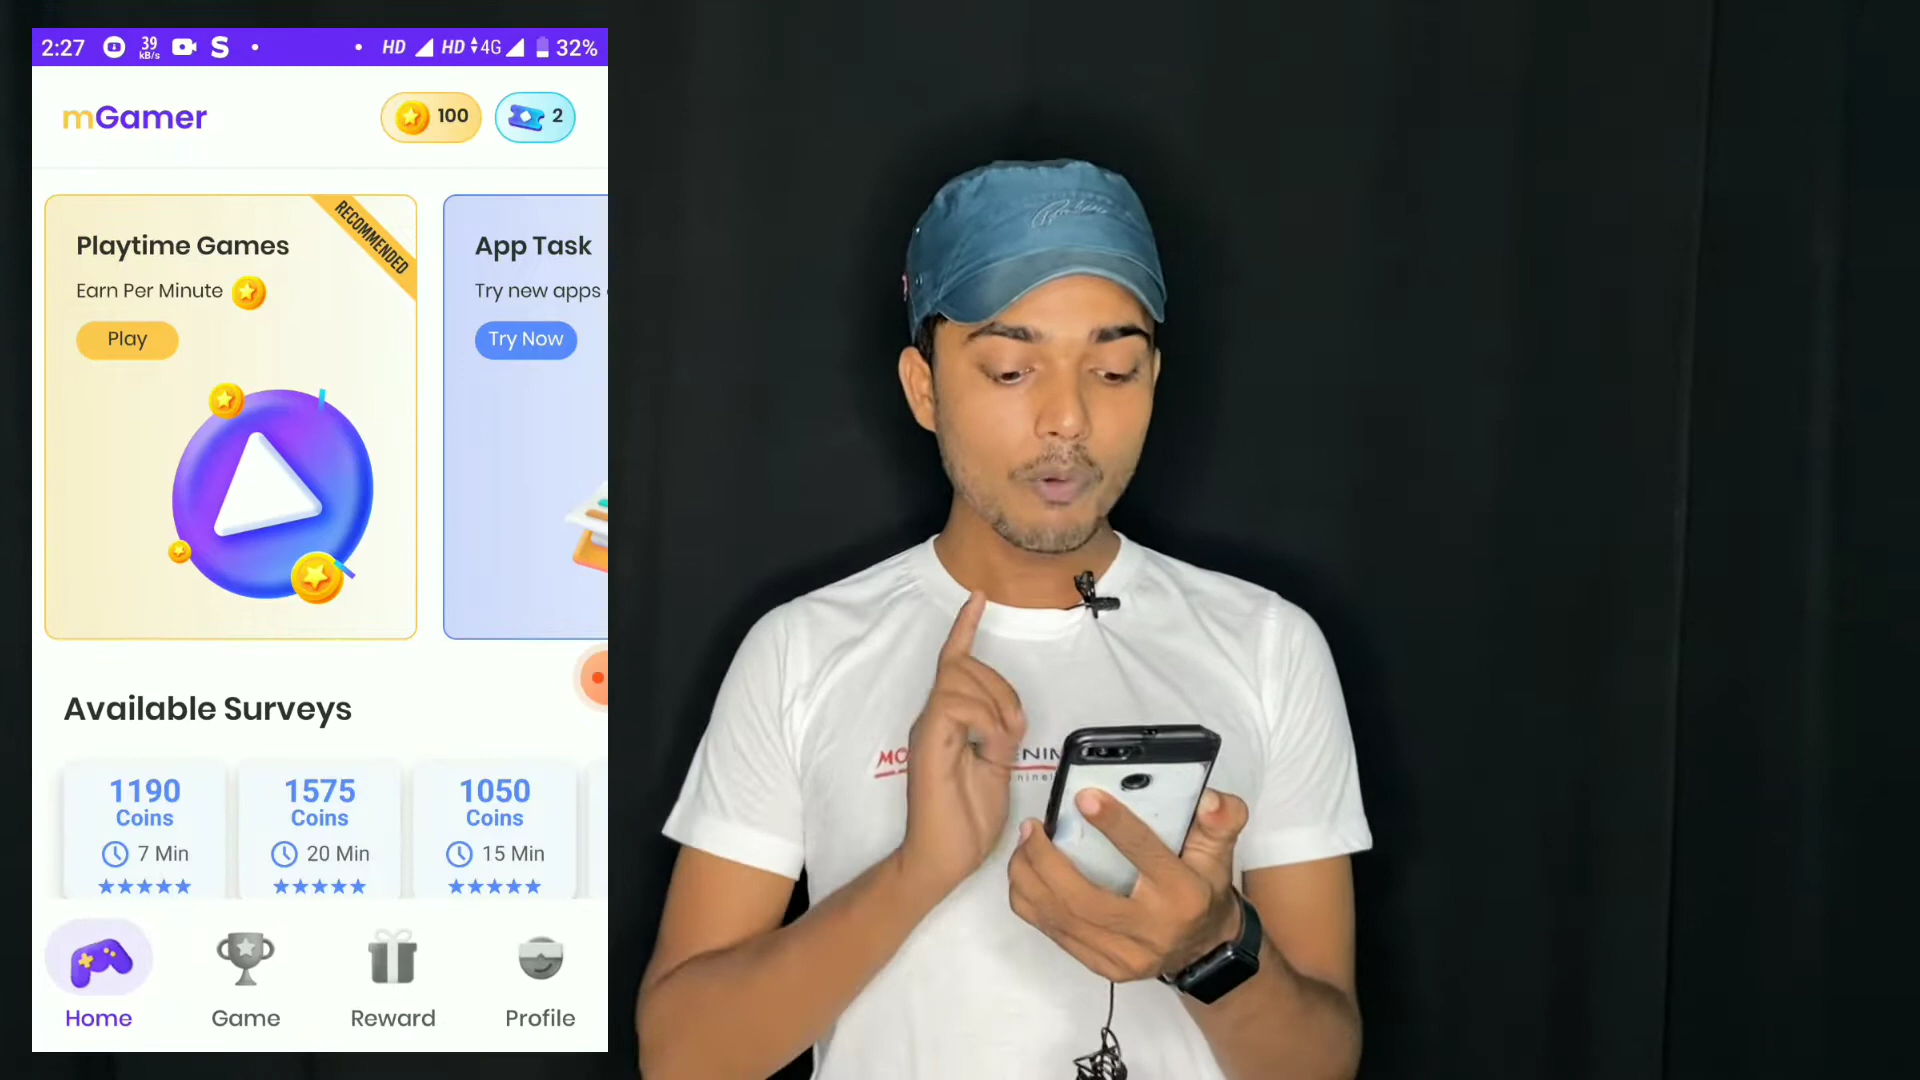 2:27 39 kB/s S HD HD 4G 32%
mGamer 100 2
RECOMMENDED
Playtime Games
Earn Per Minute
Play
App Task
Try new apps
Try Now
Available Surveys
1190 Coins
7 Min
1575 Coins
20 Min
1050 Coins
15 Min
Home Game Reward Profile